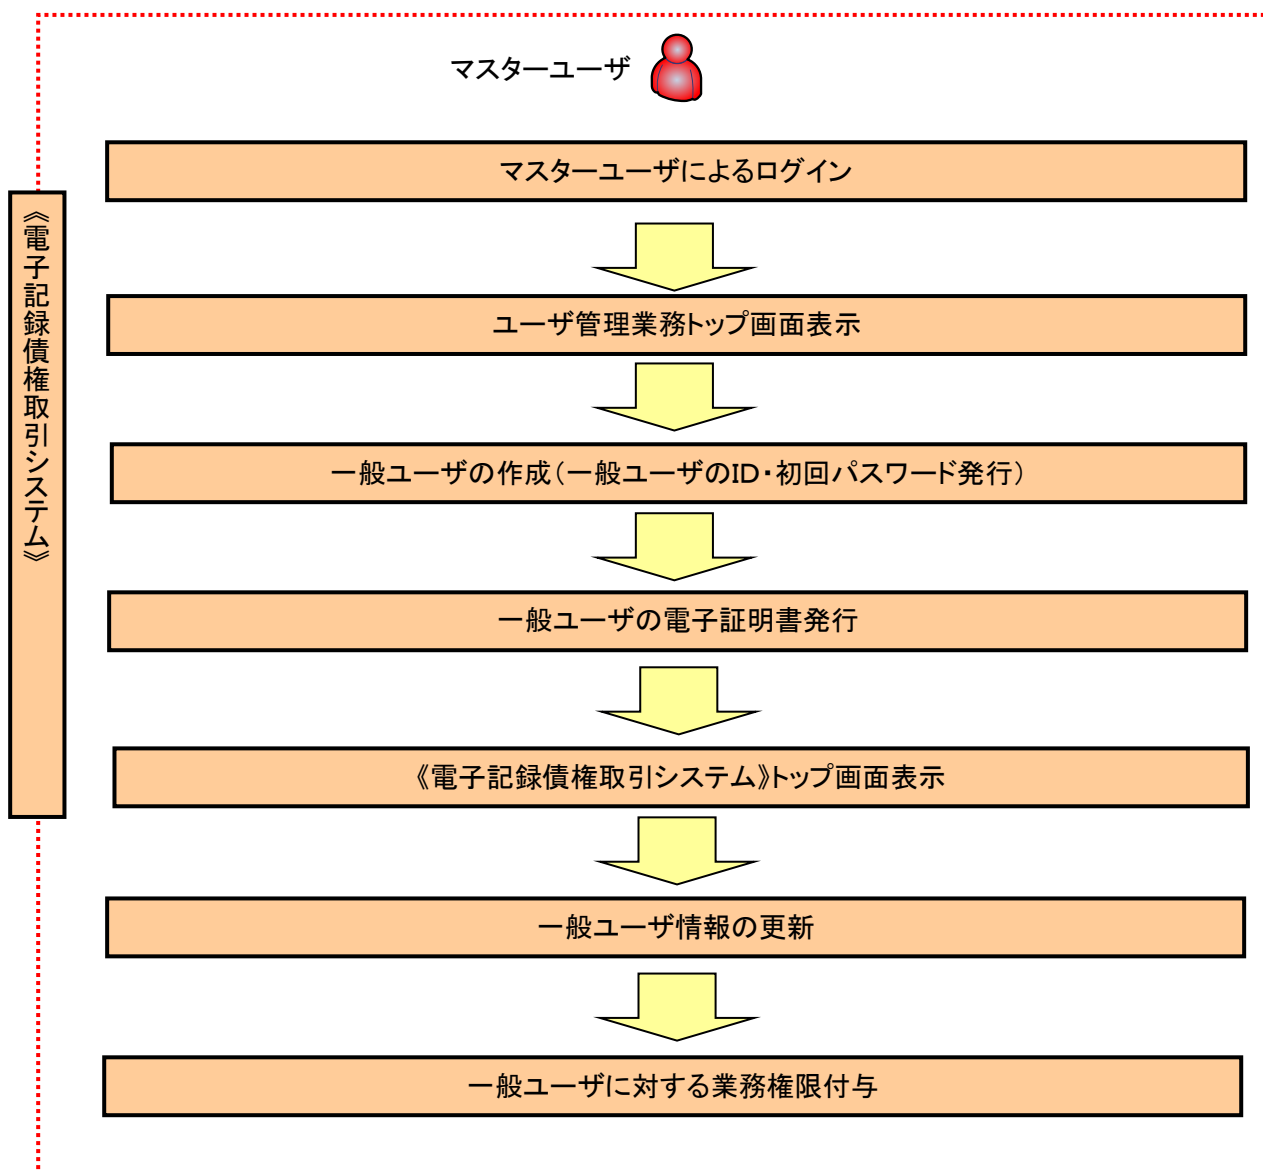 マスターユーザ
マスターユーザによるログイン
《電子記録債権取引システム》
ユーザ管理業務トップ画面表示
一般ユーザの作成（一般ユーザのID・初回パスワード発行）
一般ユーザの電子証明書発行
《電子記録債権取引システム》トップ画面表示
一般ユーザ情報の更新
一般ユーザに対する業務権限付与